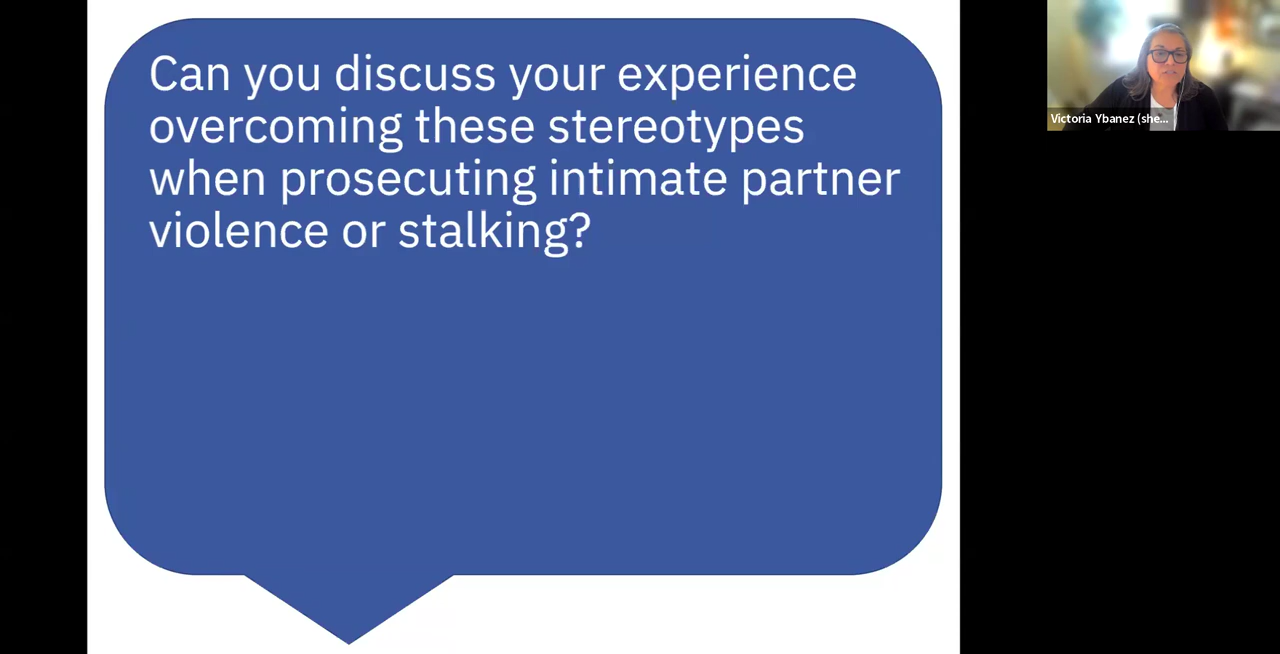 Can you discuss your experience
overcoming these stereotypes
when prosecuting intimate partner
violence or stalking?
Victoria Ybanez (she...